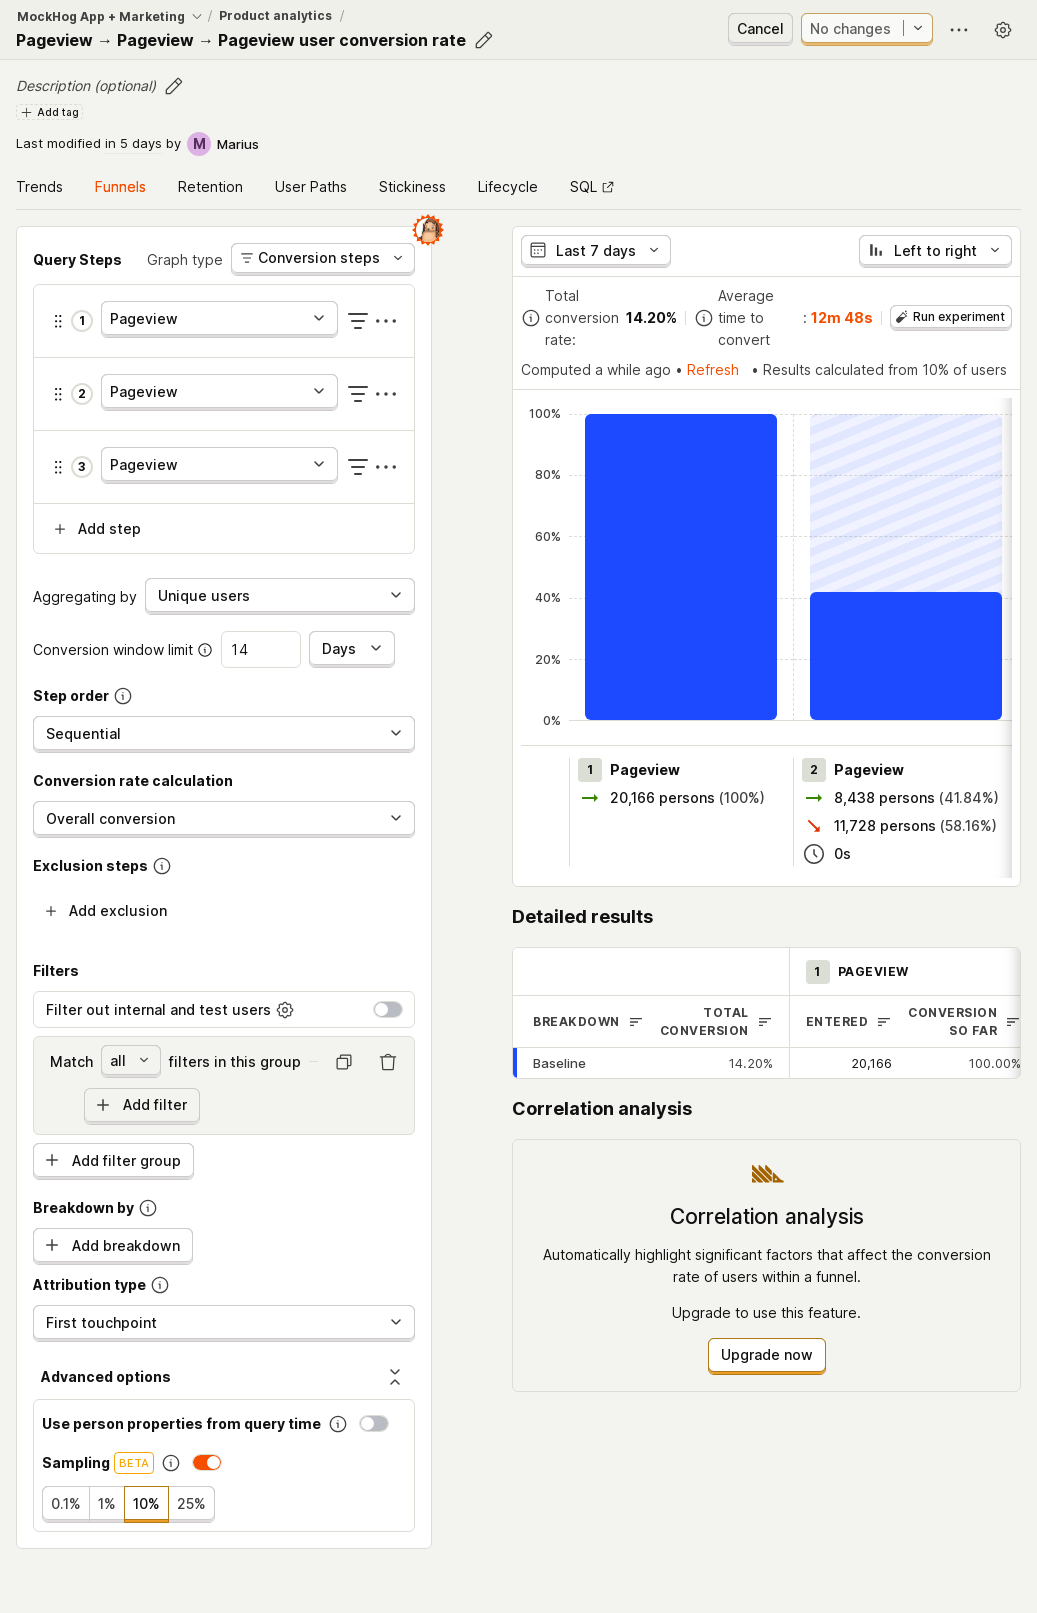 MockHog App + Marketing / Product analytics /
Pageview → Pageview → Pageview user conversion rate
Cancel
No changes
Description (optional)
Add tag
Last modified in 5 days by M Marius
Trends
Funnels
Retention
User Paths
Stickiness
Lifecycle
SQL
Query Steps
Graph type
Conversion steps
1 Pageview
2 Pageview
3 Pageview
Add step
Aggregating by
Unique users
Conversion window limit
14
Days
Step order
Sequential
Conversion rate calculation
Overall conversion
Exclusion steps
Add exclusion
Filters
Filter out internal and test users
Match all filters in this group
Add filter
Add filter group
Breakdown by
Add breakdown
Attribution type
First touchpoint
Advanced options
Use person properties from query time
Sampling BETA
0.1% 1% 10% 25%
Last 7 days
Left to right
Total
conversion
rate:
14.20%
Average
time to
convert
: 12m 48s
Run experiment
Computed a while ago • Refresh • Results calculated from 10% of users
100%
80%
60%
40%
20%
0%
1 Pageview
20,166 persons (100%)
2 Pageview
8,438 persons (41.84%)
11,728 persons (58.16%)
0s
Detailed results
1 PAGEVIEW
BREAKDOWN
TOTAL
CONVERSION
ENTERED
CONVERSION
SO FAR
Baseline 14.20% 20,166 100.00%
Correlation analysis
Correlation analysis
Automatically highlight significant factors that affect the conversion
rate of users within a funnel.
Upgrade to use this feature.
Upgrade now